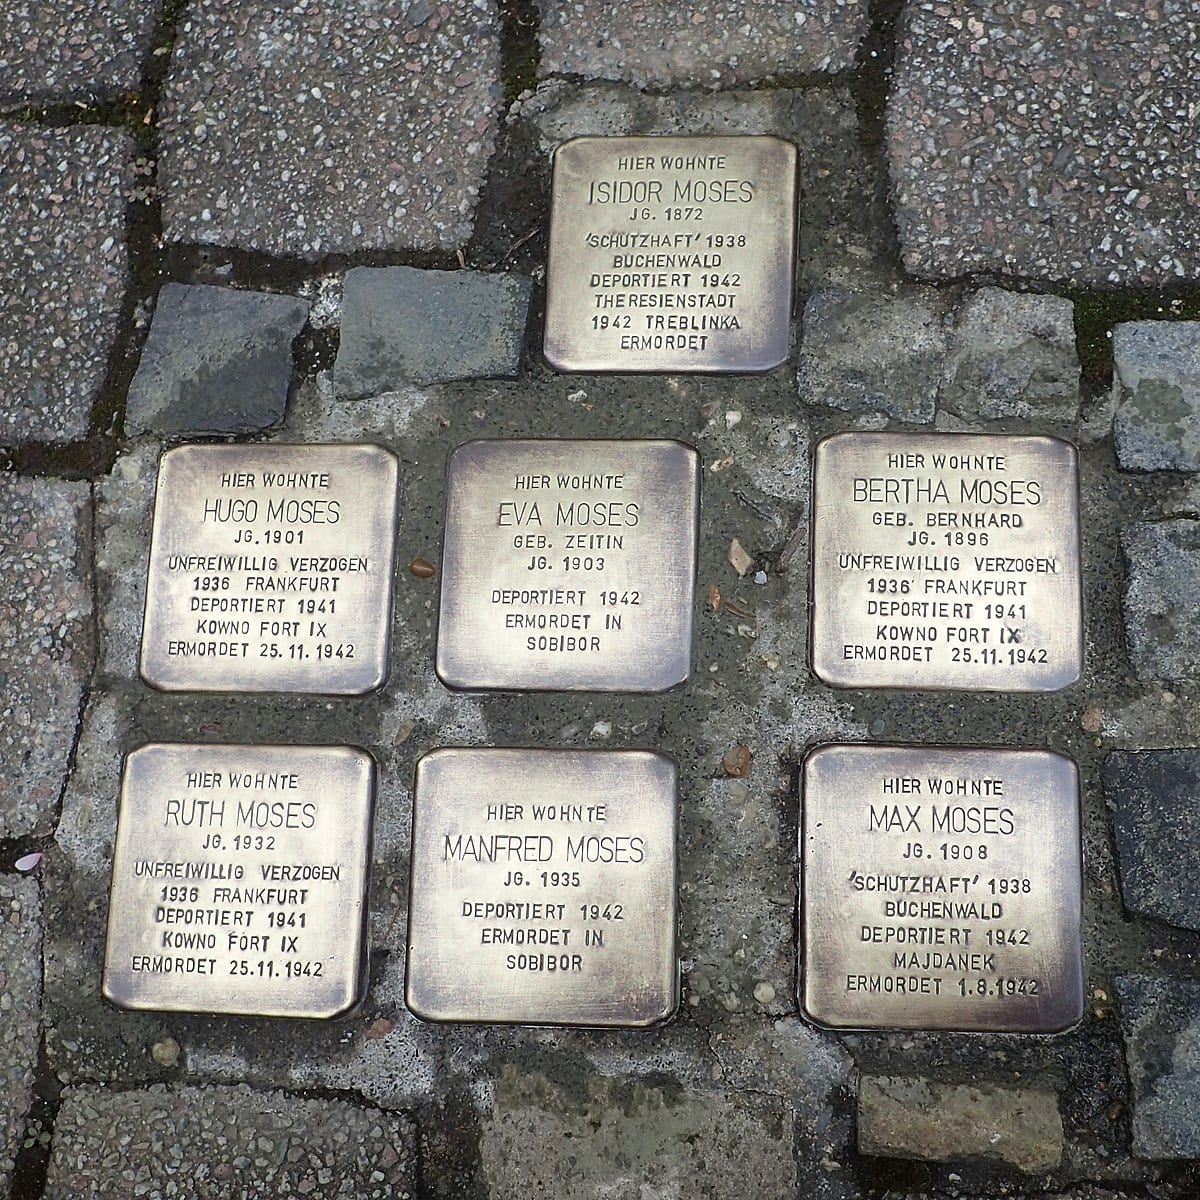 HIER WOHNTE
ISIDOR MOSES
JG. 1872
'SCHUTZHAFT' 1938
BUCHENWALD
DEPORTIERT 1942
THERESIENSTADT
1942 TREBLINKA
ERMORDET
HIER WOHNTE
HUGO MOSES
JG. 1901
UNFREIWILLIG VERZOGEN
1936 FRANKFURT
DEPORTIERT 1941
KOWNO FORT IX
ERMORDET 25.11.1942
HIER WOHNTE
EVA MOSES
GEB. ZEITIN
JG. 1903
DEPORTIERT 1942
ERMORDET IN
SOBIBOR
HIER WOHNTE
BERTHA MOSES
GEB. BERNHARD
JG. 1896
UNFREIWILLIG VERZOGEN
1936 FRANKFURT
DEPORTIERT 1941
KOWNO FORT IX
ERMORDET 25.11.1942
HIER WOHNTE
RUTH MOSES
JG. 1932
UNFREIWILLIG VERZOGEN
1936 FRANKFURT
DEPORTIERT 1941
KOWNO FORT IX
ERMORDET 25.11.1942
HIER WOHNTE
MANFRED MOSES
JG. 1935
DEPORTIERT 1942
ERMORDET IN
SOBIBOR
HIER WOHNTE
MAX MOSES
JG. 1908
'SCHUTZHAFT' 1938
BUCHENWALD
DEPORTIERT 1942
MAJDANEK
ERMORDET 1.8.1942